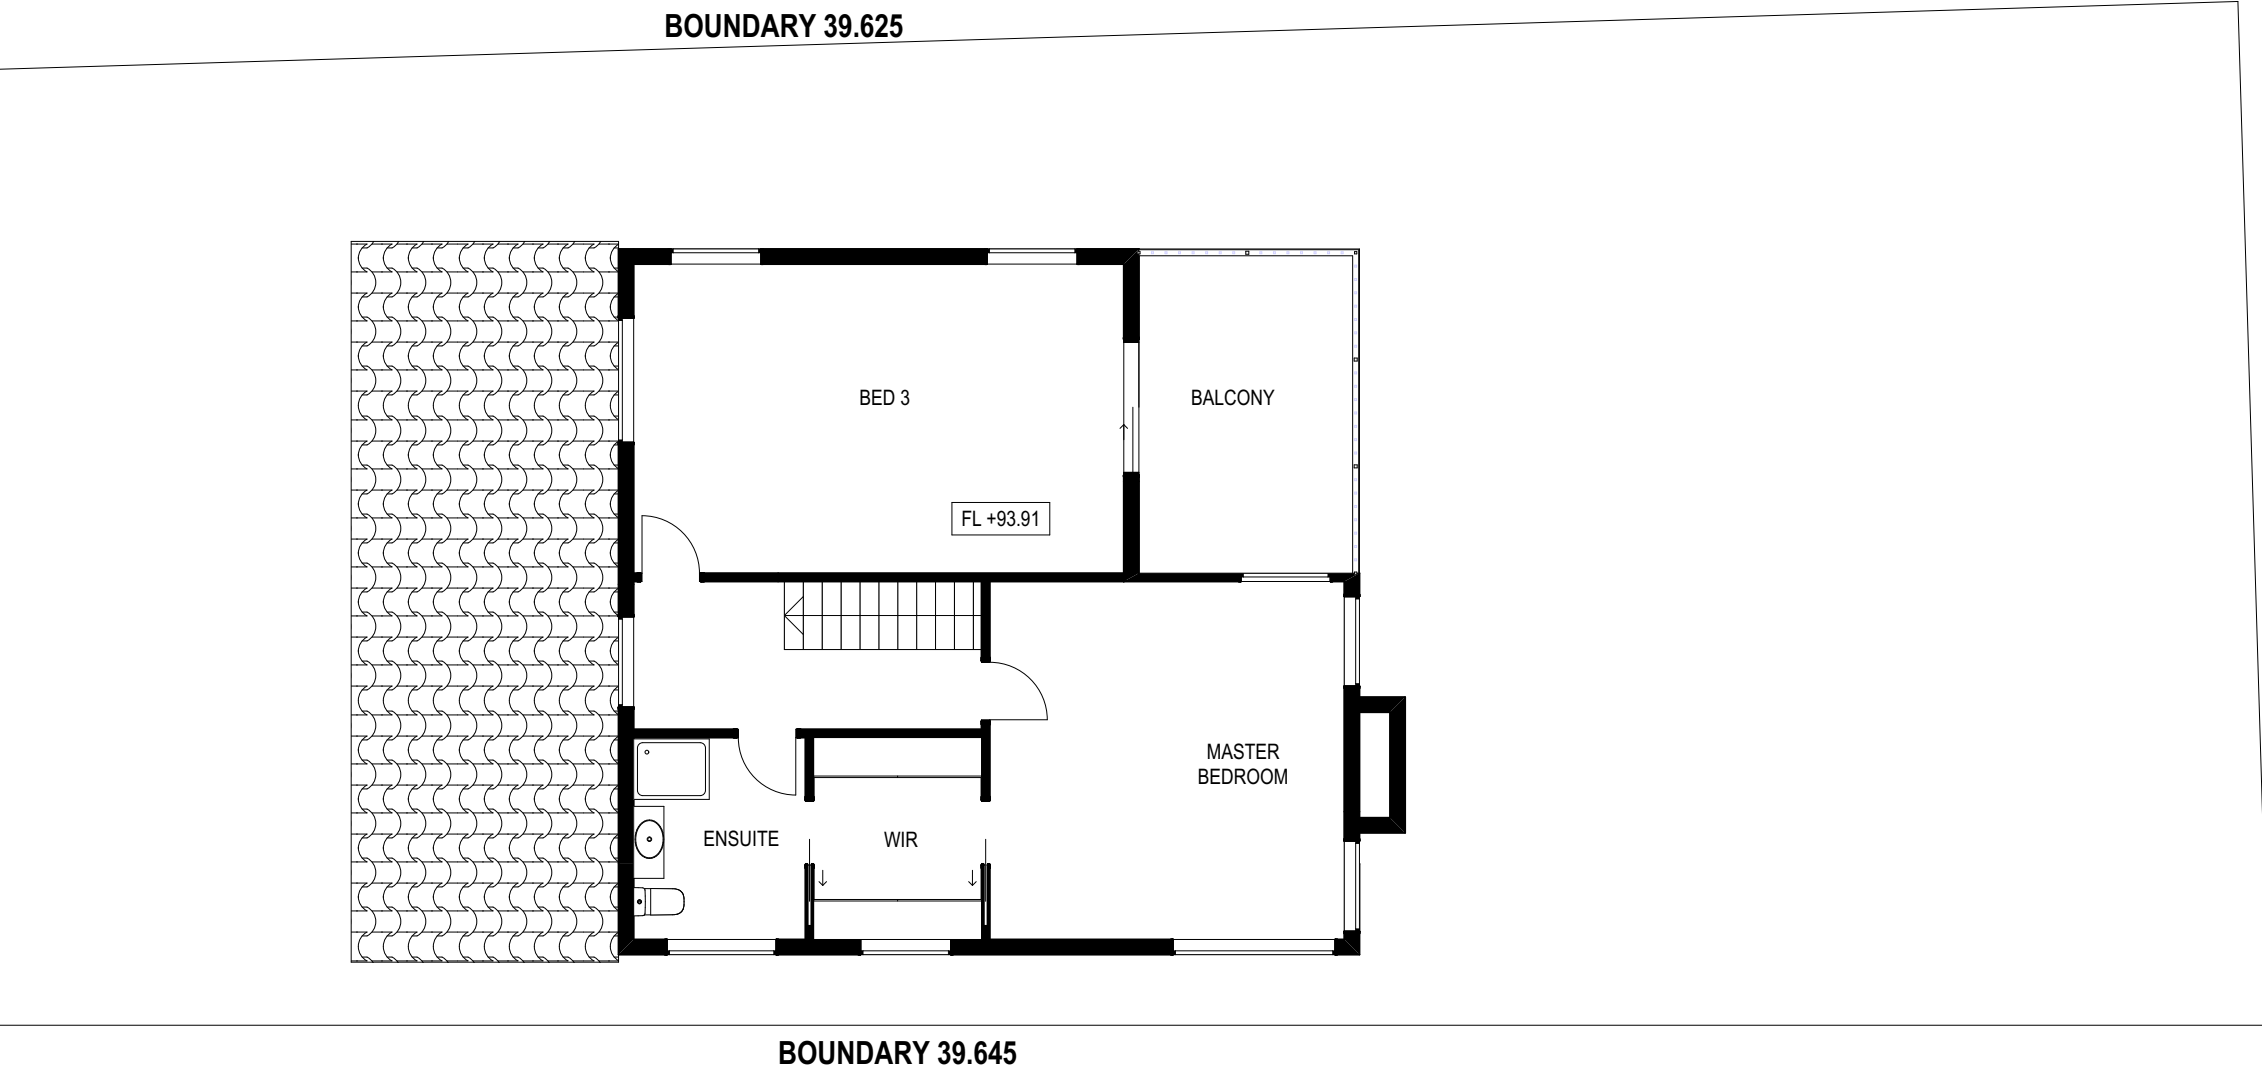 BOUNDARY 39.625
BED 3
BALCONY
FL +93.91
MASTER
BEDROOM
ENSUITE
WIR
BOUNDARY 39.645